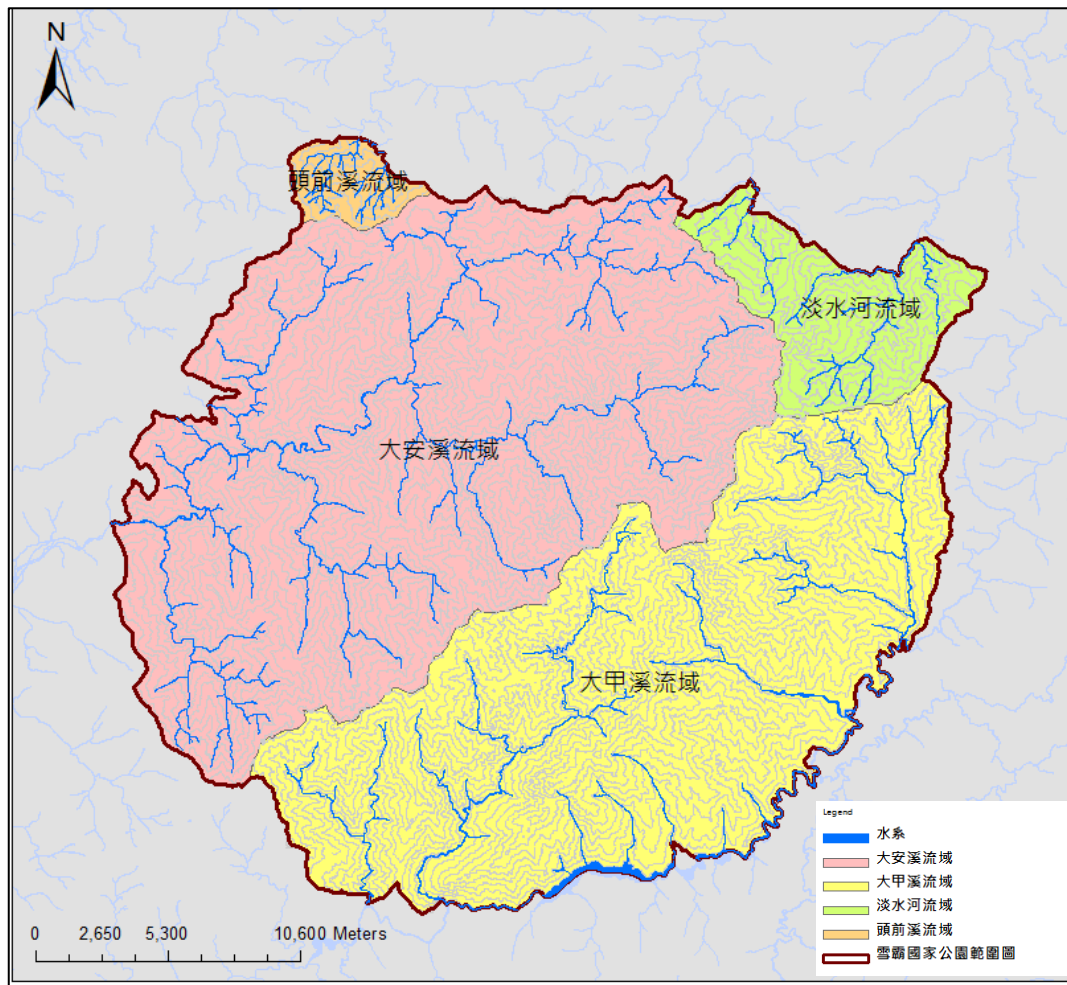 N
頭前溪流域
淡水河流域
大安溪流域
大甲溪流域
Legend
水系
大安溪流域
大甲溪流域
淡水河流域
頭前溪流域
雪霸國家公園範圍圖
0 2,650 5,300 10,600 Meters